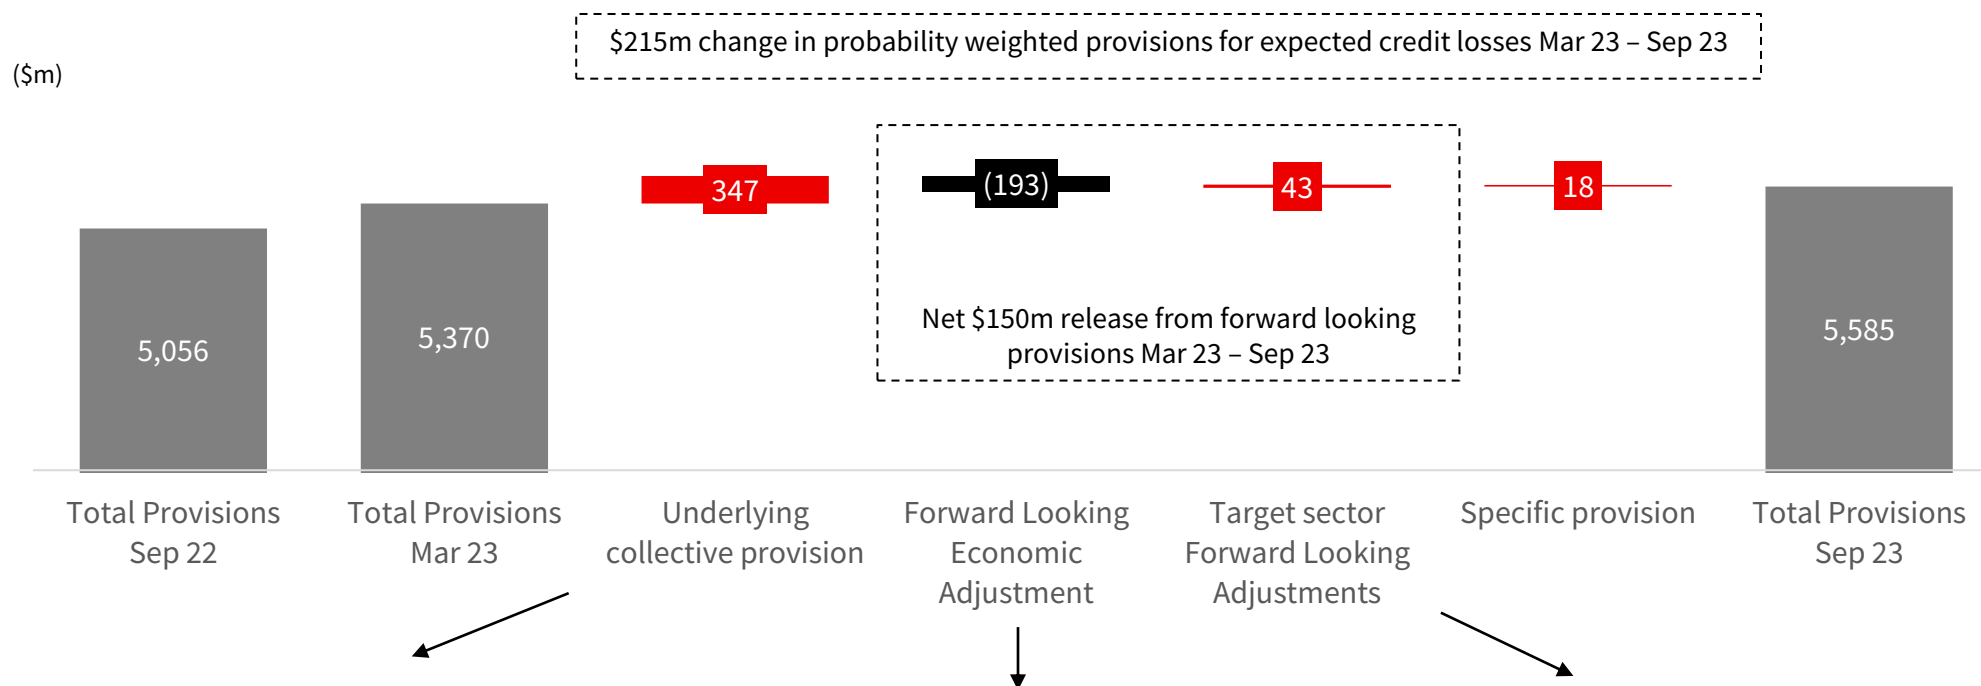 $215m change in probability weighted provisions for expected credit losses Mar 23 – Sep 23
($m)
347
(193)
43
18
Net $150m release from forward looking
provisions Mar 23 – Sep 23
5,056
5,370
5,585
Total Provisions
Sep 22
Total Provisions
Mar 23
Underlying
collective provision
Forward Looking
Economic
Adjustment
Target sector
Forward Looking
Adjustments
Specific provision
Total Provisions
Sep 23